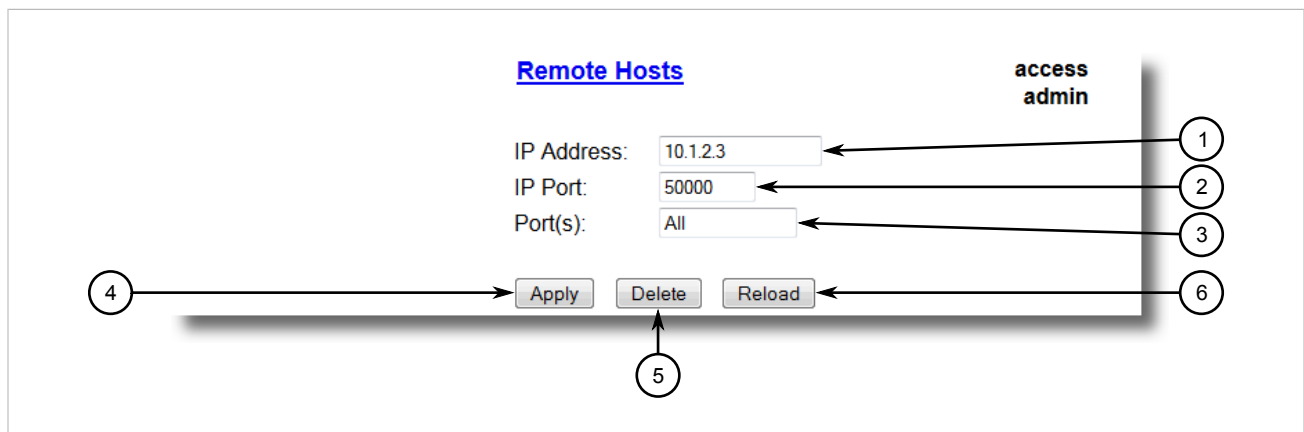 Remote Hosts
access
admin
IP Address: 10.1.2.3
1
IP Port: 50000
2
Port(s): All
3
4
Apply Delete Reload
6
5